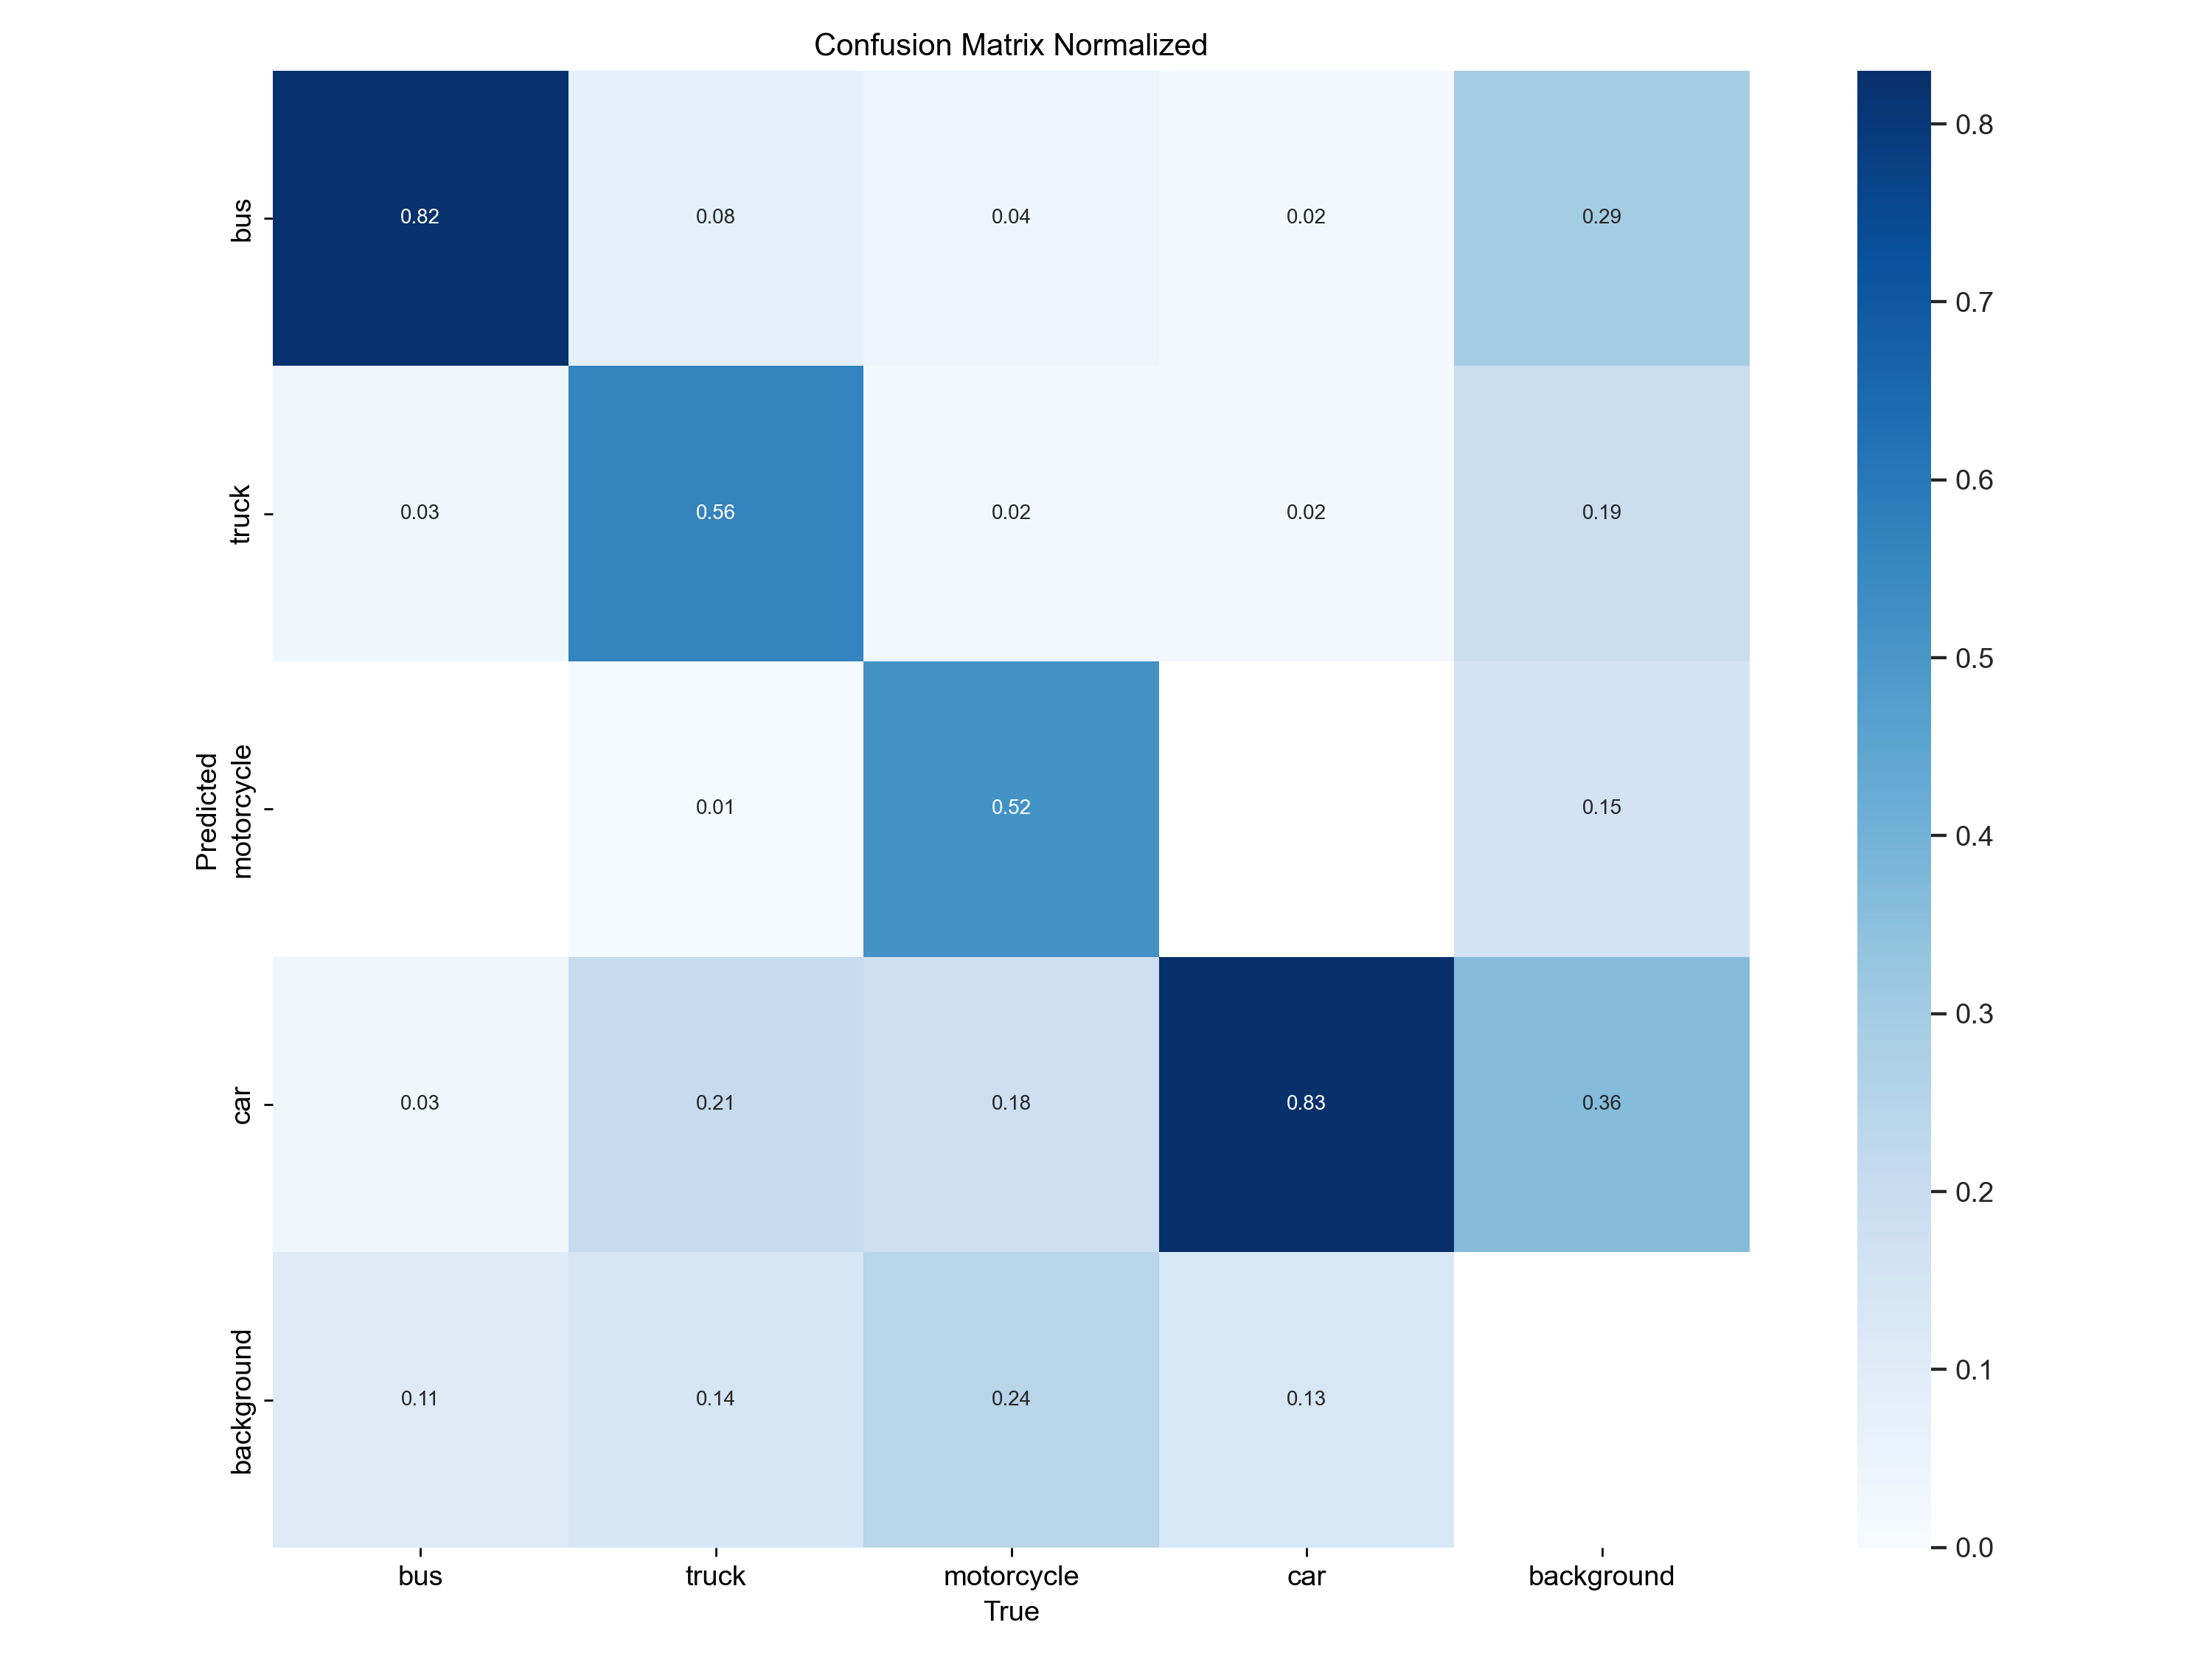 Confusion Matrix Normalized
bus
0.82
0.08
0.04
0.02
0.29
truck
0.03
0.56
0.02
0.02
0.19
Predicted
motorcycle
0.01
0.52
0.15
car
0.03
0.21
0.18
0.83
0.36
background
0.11
0.14
0.24
0.13
bus
truck
motorcycle
car
background
True
0.8
0.7
0.6
0.5
0.4
0.3
0.2
0.1
0.0